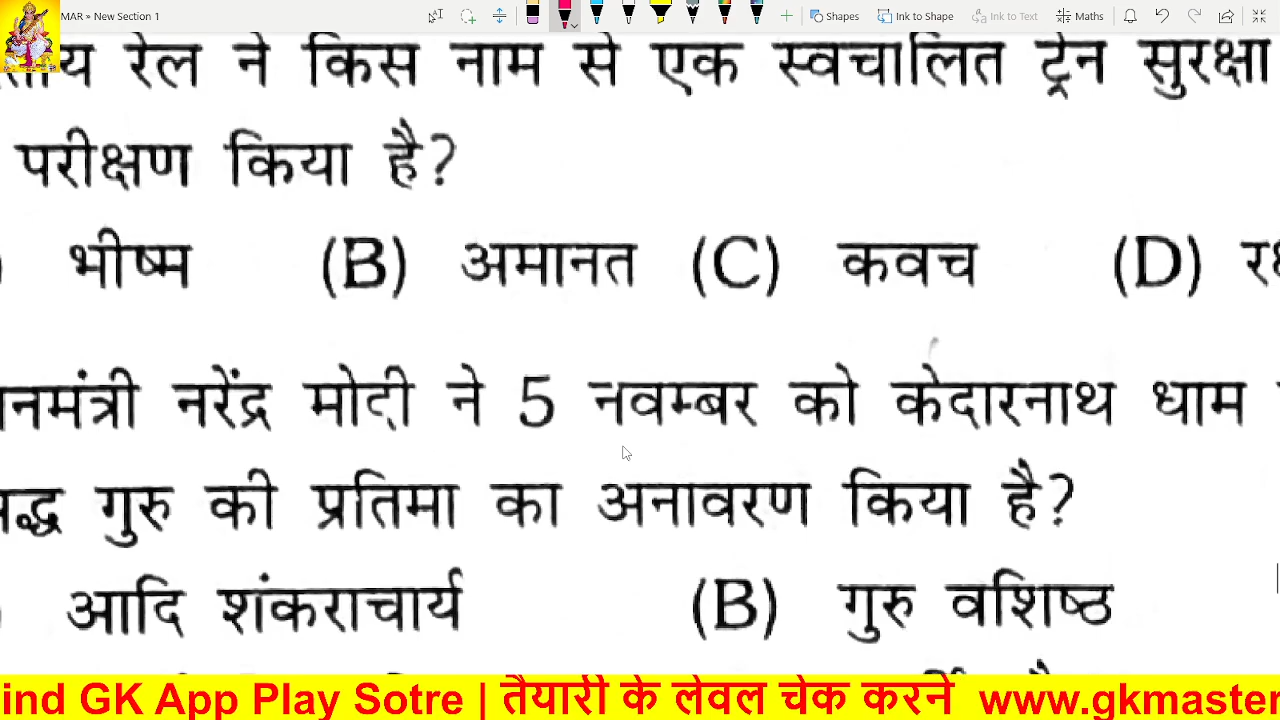 MAR » New Section 1 Shapes Ink to Shape Ink to Text Maths
रेल ने किस नाम से एक स्वचालित ट्रेन सुरक्षा
परीक्षण किया है?
भीष्म (B) अमानत (C) कवच (D)
नरेंद्र मोदी ने 5 नवम्बर को केदारनाथ धाम
गुरु की प्रतिमा का अनावरण किया है?
आदि शंकराचार्य (B) गुरु वशिष्ठ
ind GK App Play Sotre | तैयारी के लेवल चेक करने www.gkmaster